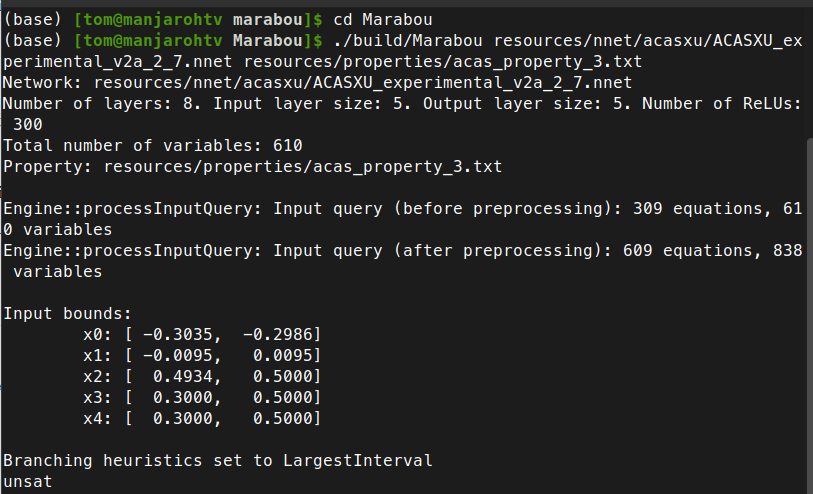 (base) [tom@manjarohtv marabou]$ cd Marabou
(base) [tom@manjarohtv Marabou]$ ./build/Marabou resources/nnet/acasxu/ACASXU_ex
perimental_v2a_2_7.nnet resources/properties/acas_property_3.txt
Network: resources/nnet/acasxu/ACASXU_experimental_v2a_2_7.nnet
Number of layers: 8. Input layer size: 5. Output layer size: 5. Number of ReLUs:
 300
Total number of variables: 610
Property: resources/properties/acas_property_3.txt

Engine::processInputQuery: Input query (before preprocessing): 309 equations, 61
0 variables
Engine::processInputQuery: Input query (after preprocessing): 609 equations, 838
 variables

Input bounds:
        x0: [ -0.3035,  -0.2986]
        x1: [ -0.0095,   0.0095]
        x2: [  0.4934,   0.5000]
        x3: [  0.3000,   0.5000]
        x4: [  0.3000,   0.5000]

Branching heuristics set to LargestInterval
unsat